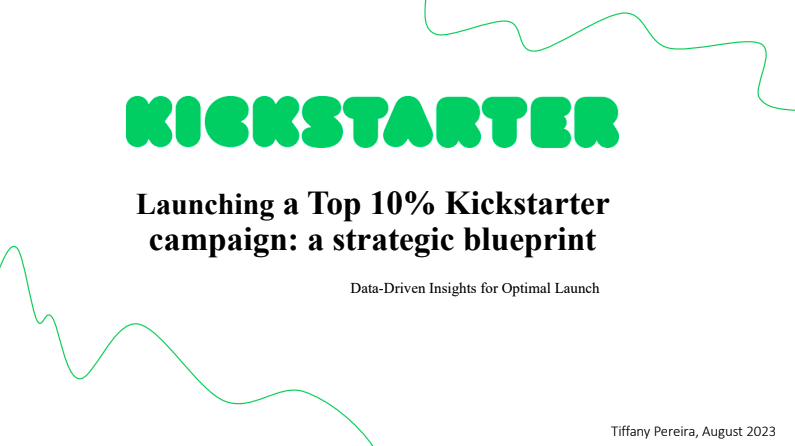 KICKSTARTER
Launching a Top 10% Kickstarter
campaign: a strategic blueprint
Data-Driven Insights for Optimal Launch
Tiffany Pereira, August 2023